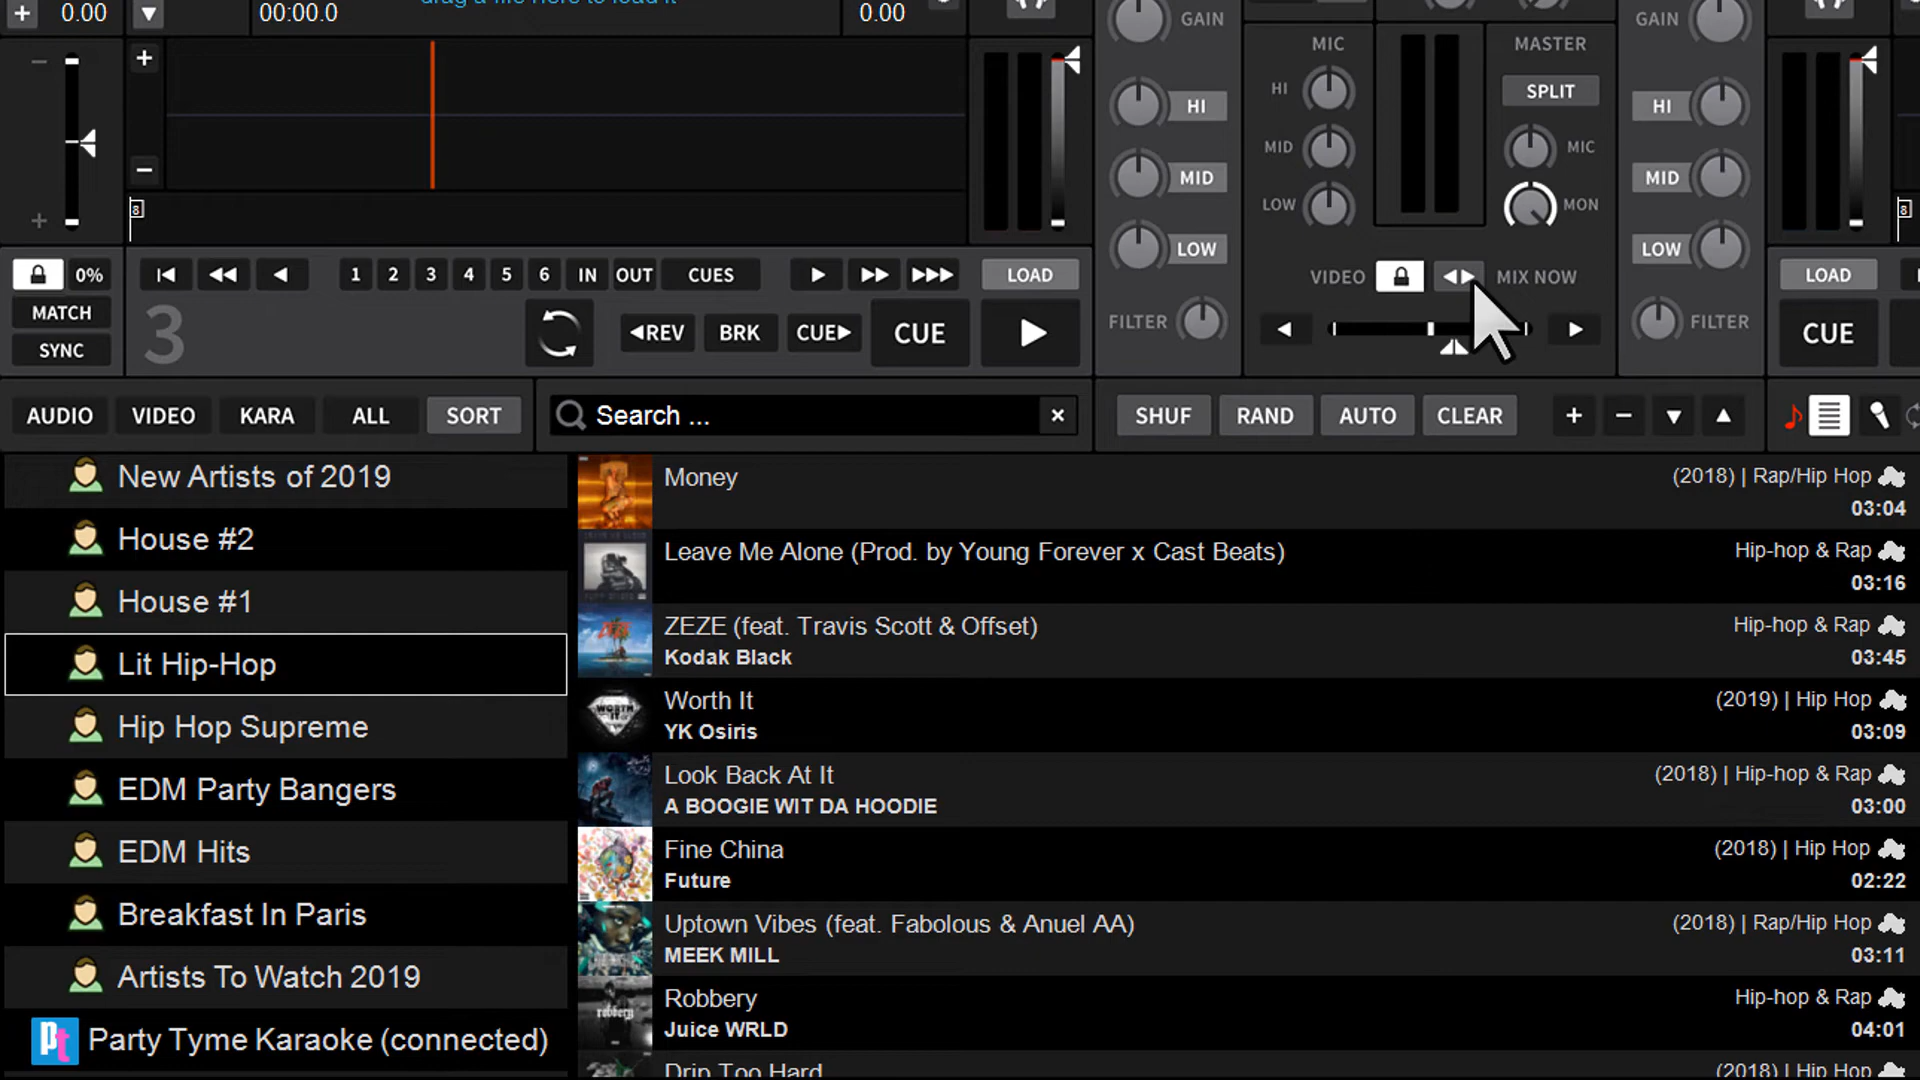 0.00 00:00.0 drag a file here to load it 0.00
GAIN GAIN
MIC MASTER
HI HI SPLIT HI
MID MID MIC MID
LOW LOW MON LOW
8 8
0% 1 2 3 4 5 6 IN OUT CUES LOAD VIDEO MIX NOW LOAD
MATCH
SYNC 3 REV BRK CUE CUE FILTER FILTER CUE
AUDIO VIDEO KARA ALL SORT Search ... × SHUF RAND AUTO CLEAR + −
New Artists of 2019
House #2
House #1
Lit Hip-Hop
Hip Hop Supreme
EDM Party Bangers
EDM Hits
Breakfast In Paris
Artists To Watch 2019
pt Party Tyme Karaoke (connected)
Money (2018) | Rap/Hip Hop
03:04
Leave Me Alone (Prod. by Young Forever x Cast Beats) Hip-hop & Rap
03:16
ZEZE (feat. Travis Scott & Offset) Hip-hop & Rap
Kodak Black 03:45
Worth It (2019) | Hip Hop
YK Osiris 03:09
Look Back At It (2018) | Hip-hop & Rap
A BOOGIE WIT DA HOODIE 03:00
Fine China (2018) | Hip Hop
Future 02:22
Uptown Vibes (feat. Fabolous & Anuel AA) (2018) | Rap/Hip Hop
MEEK MILL 03:11
Robbery Hip-hop & Rap
Juice WRLD 04:01
Drip Too Hard (2018) | Hip Hop